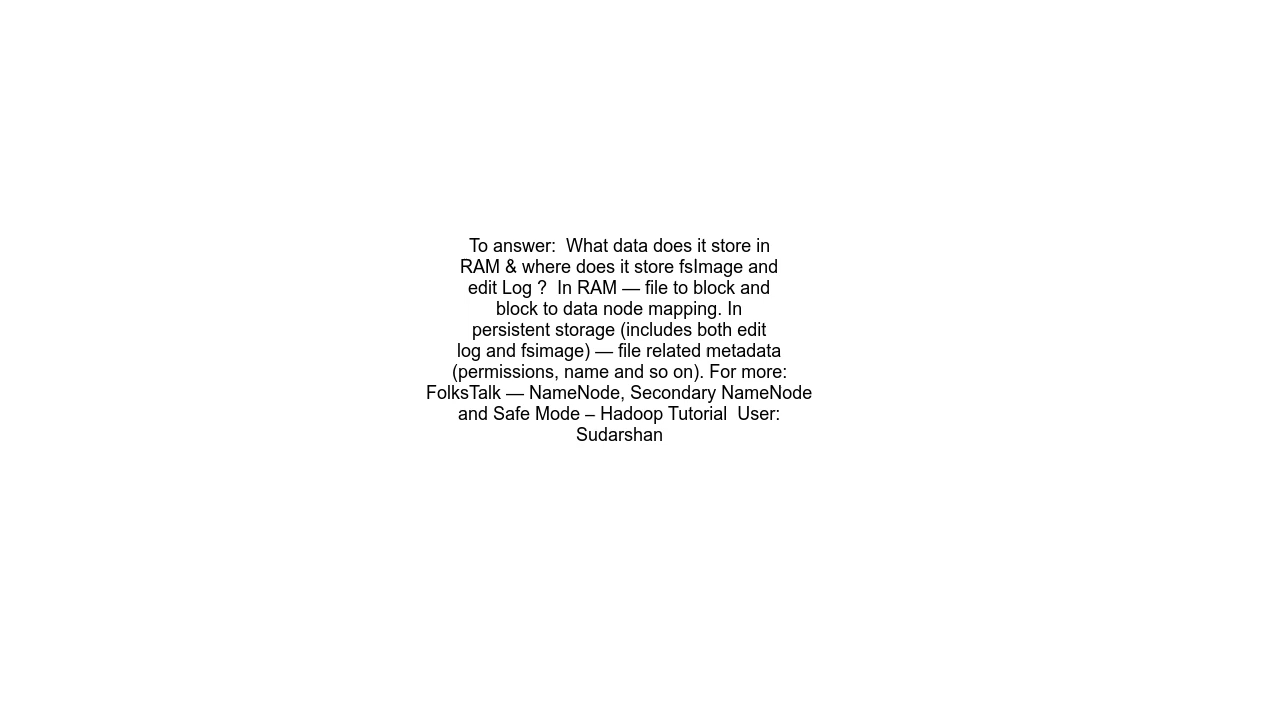 To answer:  What data does it store in
RAM & where does it store fsImage and
edit Log ?  In RAM — file to block and
block to data node mapping. In
persistent storage (includes both edit
log and fsimage) — file related metadata
(permissions, name and so on). For more:
FolksTalk — NameNode, Secondary NameNode
and Safe Mode – Hadoop Tutorial  User:
Sudarshan